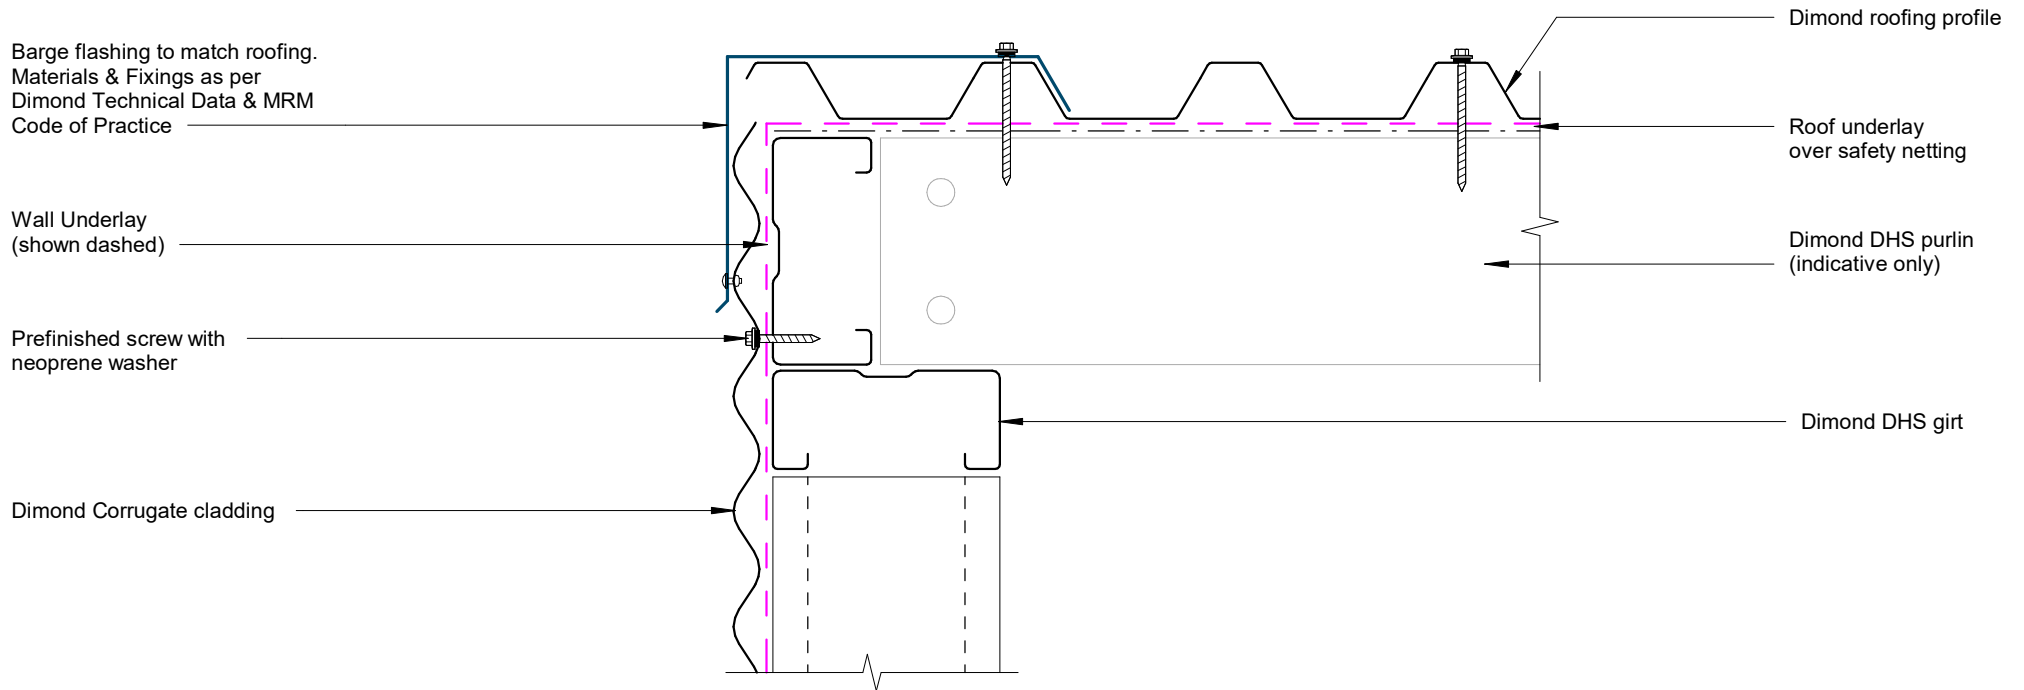 Barge flashing to match roofing.
Materials & Fixings as per
Dimond Technical Data & MRM
Code of Practice
Wall Underlay
(shown dashed)
Prefinished screw with
neoprene washer
Dimond Corrugate cladding
Dimond roofing profile
Roof underlay
over safety netting
Dimond DHS purlin
(indicative only)
Dimond DHS girt